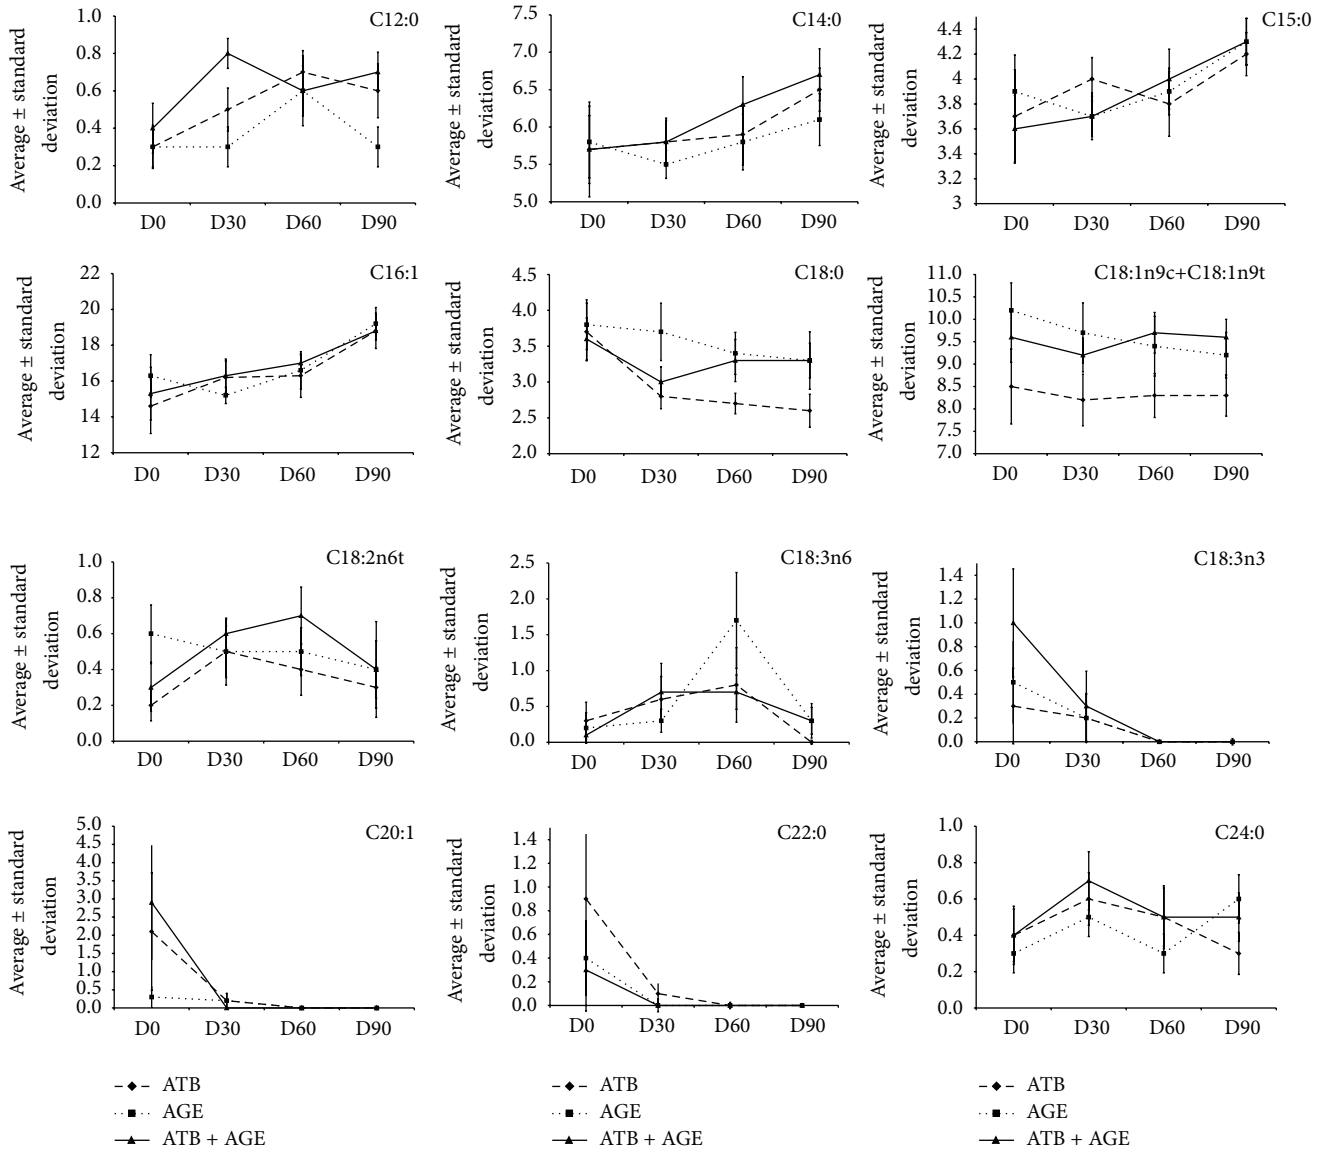 C12:0
Average ± standard
deviation
1.0
0.8
0.6
0.4
0.2
0.0
D0 D30 D60 D90
C14:0
Average ± standard
deviation
7.5
7.0
6.5
6.0
5.5
5.0
D0 D30 D60 D90
C15:0
Average ± standard
deviation
4.4
4.2
4
3.8
3.6
3.4
3.2
3
D0 D30 D60 D90
C16:1
Average ± standard
deviation
22
20
18
16
14
12
D0 D30 D60 D90
C18:0
Average ± standard
deviation
4.5
4.0
3.5
3.0
2.5
2.0
D0 D30 D60 D90
C18:1n9c+C18:1n9t
Average ± standard
deviation
11.0
10.5
10.0
9.5
9.0
8.5
8.0
7.5
7.0
D0 D30 D60 D90
C18:2n6t
Average ± standard
deviation
1.0
0.8
0.6
0.4
0.2
0.0
D0 D30 D60 D90
C18:3n6
Average ± standard
deviation
2.5
2.0
1.5
1.0
0.5
0.0
D0 D30 D60 D90
C18:3n3
Average ± standard
deviation
1.4
1.2
1.0
0.8
0.6
0.4
0.2
0.0
D0 D30 D60 D90
C20:1
Average ± standard
deviation
5.0
4.5
4.0
3.5
3.0
2.5
2.0
1.5
1.0
0.5
0.0
D0 D30 D60 D90
C22:0
Average ± standard
deviation
1.4
1.2
1.0
0.8
0.6
0.4
0.2
0.0
D0 D30 D60 D90
C24:0
Average ± standard
deviation
1.0
0.8
0.6
0.4
0.2
0.0
D0 D30 D60 D90
ATB
AGE
ATB + AGE
ATB
AGE
ATB + AGE
ATB
AGE
ATB + AGE